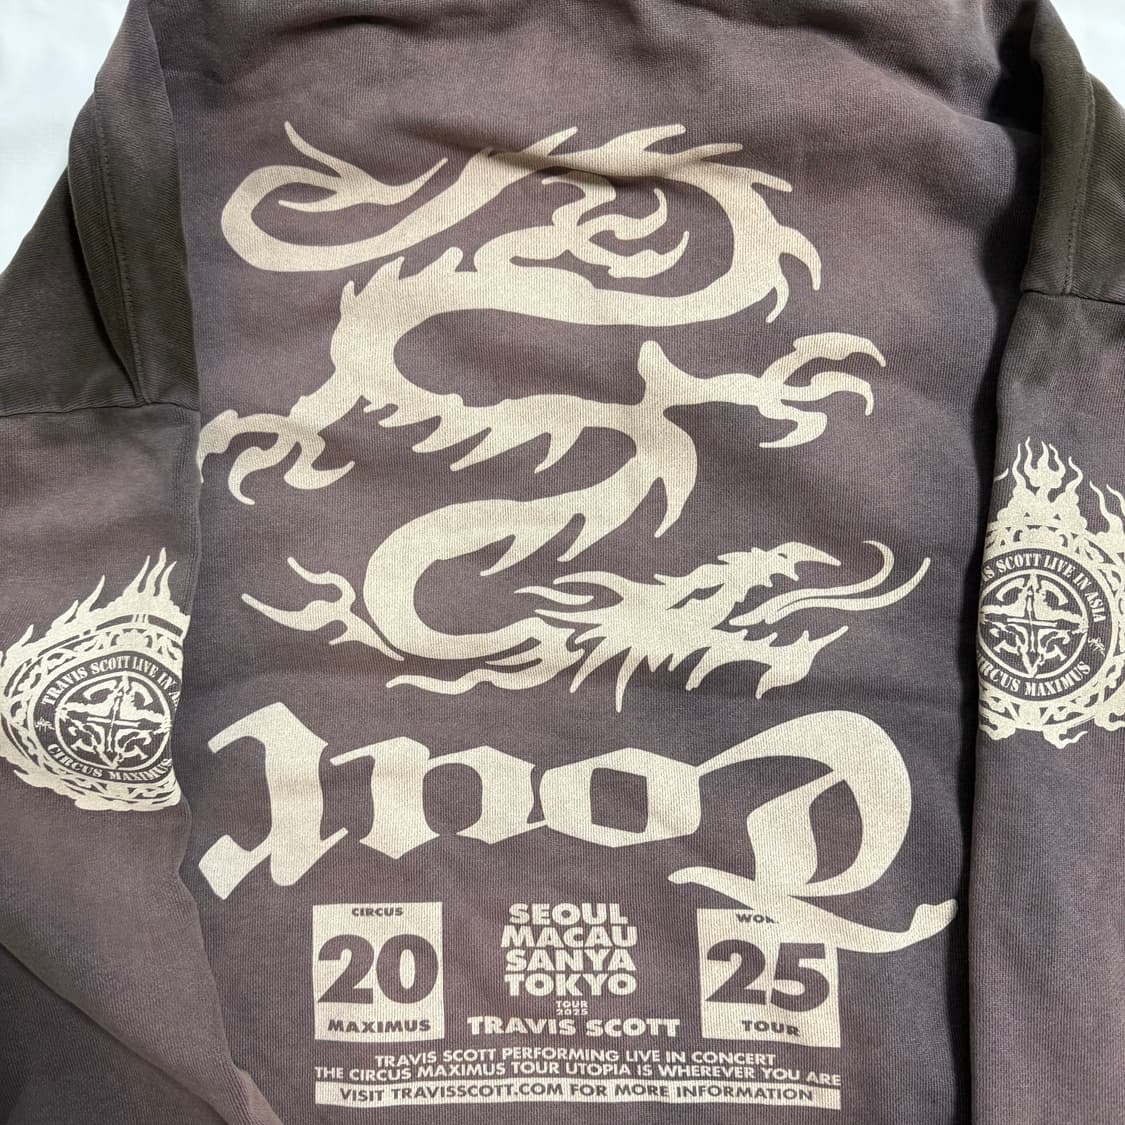 TRAVIS SCOTT LIVE IN
CIRCUS MAXIMUS
SCOTT LIVE IN ASIA
CIRCUS MAXIMUS
Tour
CIRCUS
20
MAXIMUS
SEOUL
MACAU
SANYA
TOKYO
TOUR
2025
TRAVIS SCOTT
25
TOUR
TRAVIS SCOTT PERFORMING LIVE IN CONCERT
THE CIRCUS MAXIMUS TOUR UTOPIA IS WHEREVER YOU ARE
VISIT TRAVISSCOTT.COM FOR MORE INFORMATION